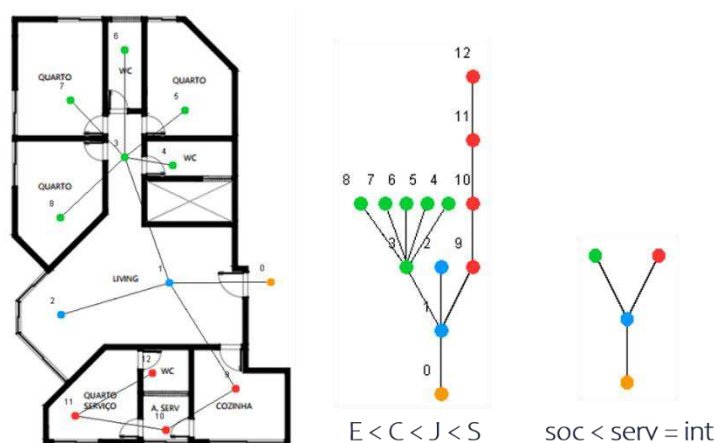 6
WC
QUARTO
7
QUARTO
5
3
4
WC
QUARTO
8
1
0
LIVING
2
12
WC
9
QUARTO
SERVIÇO
11
A. SERV
10
COZINHA
12
11
8 7 6 5 4 10
3 2 9
1
0
E < C < J < S
soc < serv = int